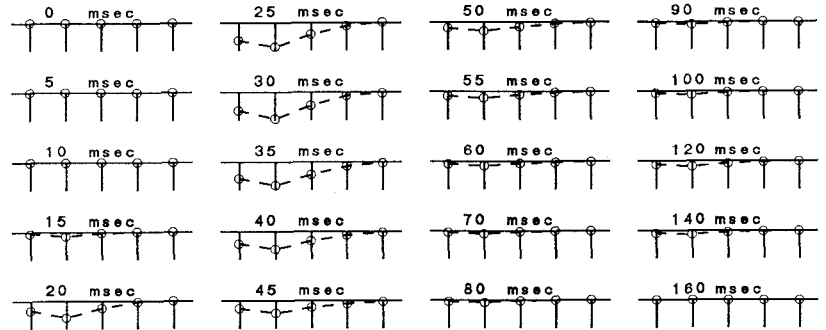 0 msec
5 msec
10 msec
15 msec
20 msec
25 msec
30 msec
35 msec
40 msec
45 msec
50 msec
55 msec
60 msec
70 msec
80 msec
90 msec
100 msec
120 msec
140 msec
160 msec